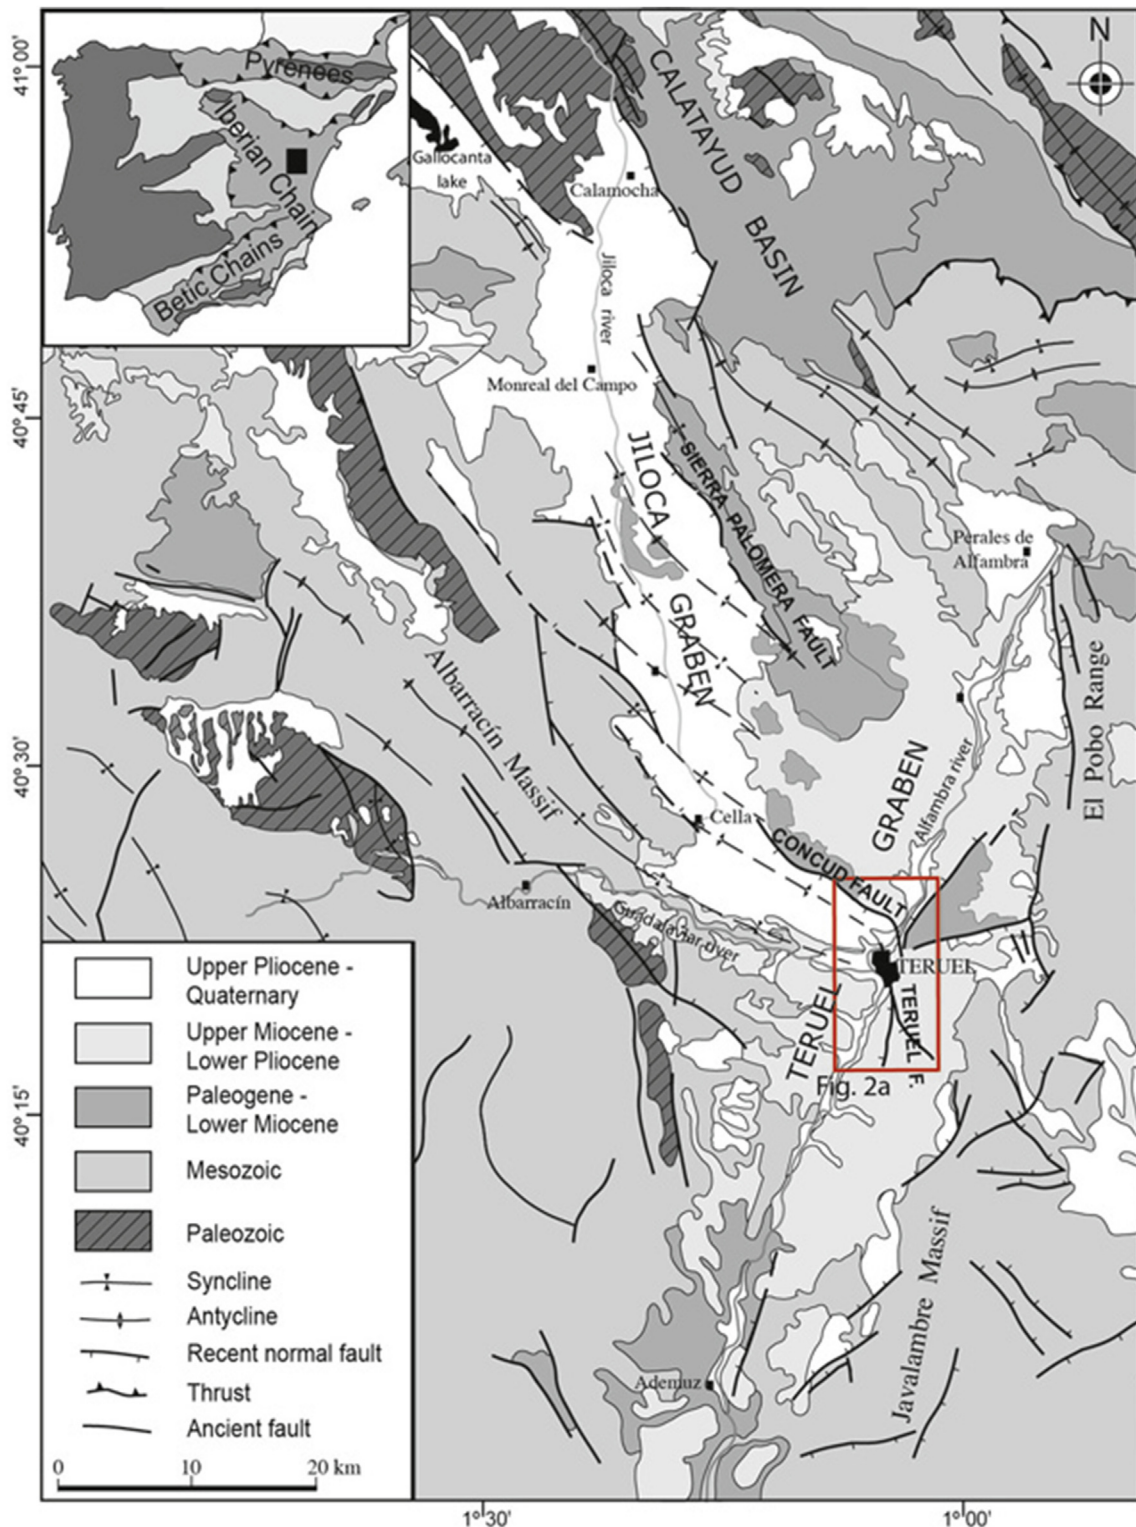 41° 00'
40° 45'
40° 30'
40° 15'
1° 30'
1° 00'
N
Pyrenees
Iberian Chain
Betic Chains
Gallocanta
lake
Calamocha
CALATAYUD BASIN
Jiloca river
Monreal del Campo
JILOCA GRABEN
SIERRA PALOMERA FAULT
Perales de
Alfambra
El Pobo Range
Albarracín Massif
GRABEN
Alfambra river
Cella
CONCUD FAULT
Albarracín
Guadalaviar river
TERUEL
TERUEL
TERUEL F.
Fig. 2a
Javalambre Massif
Ademuz
Upper Pliocene -
Quaternary
Upper Miocene -
Lower Pliocene
Paleogene -
Lower Miocene
Mesozoic
Paleozoic
Syncline
Antycline
Recent normal fault
Thrust
Ancient fault
0 10 20 km